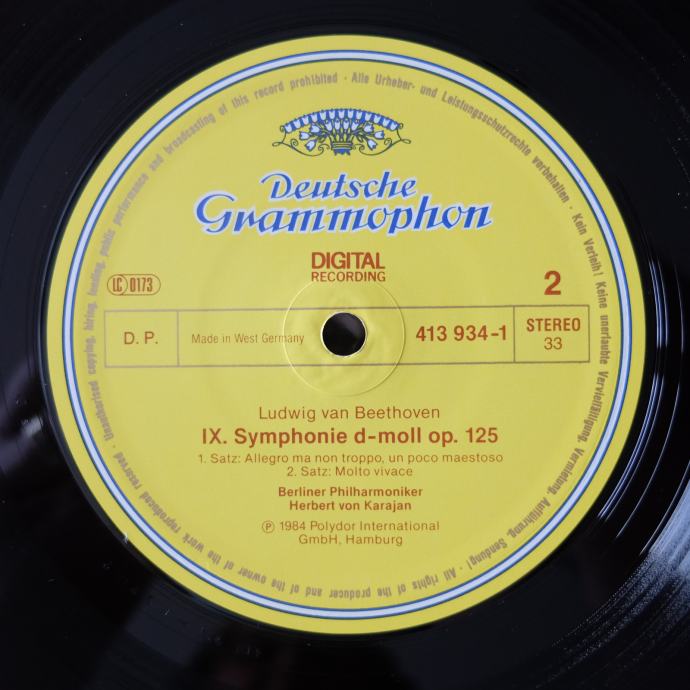 Deutsche
Grammophon
DIGITAL
RECORDING
LC 0173
2
D. P.
Made in West Germany
413 934-1
STEREO
33
Ludwig van Beethoven
IX. Symphonie d-moll op. 125
1. Satz: Allegro ma non troppo, un poco maestoso
2. Satz: Molto vivace
Berliner Philharmoniker
Herbert von Karajan
℗ 1984 Polydor International
GmbH, Hamburg
Alle Urheber- und Leistungsschutzrechte vorbehalten · Kein Verleih! Keine unerlaubte Vervielfältigung, Vermietung, Aufführung, Sendung! · All rights of the producer and of the owner of the work reproduced reserved · Unauthorised copying, hiring, lending, public performance and broadcasting of this record prohibited ·